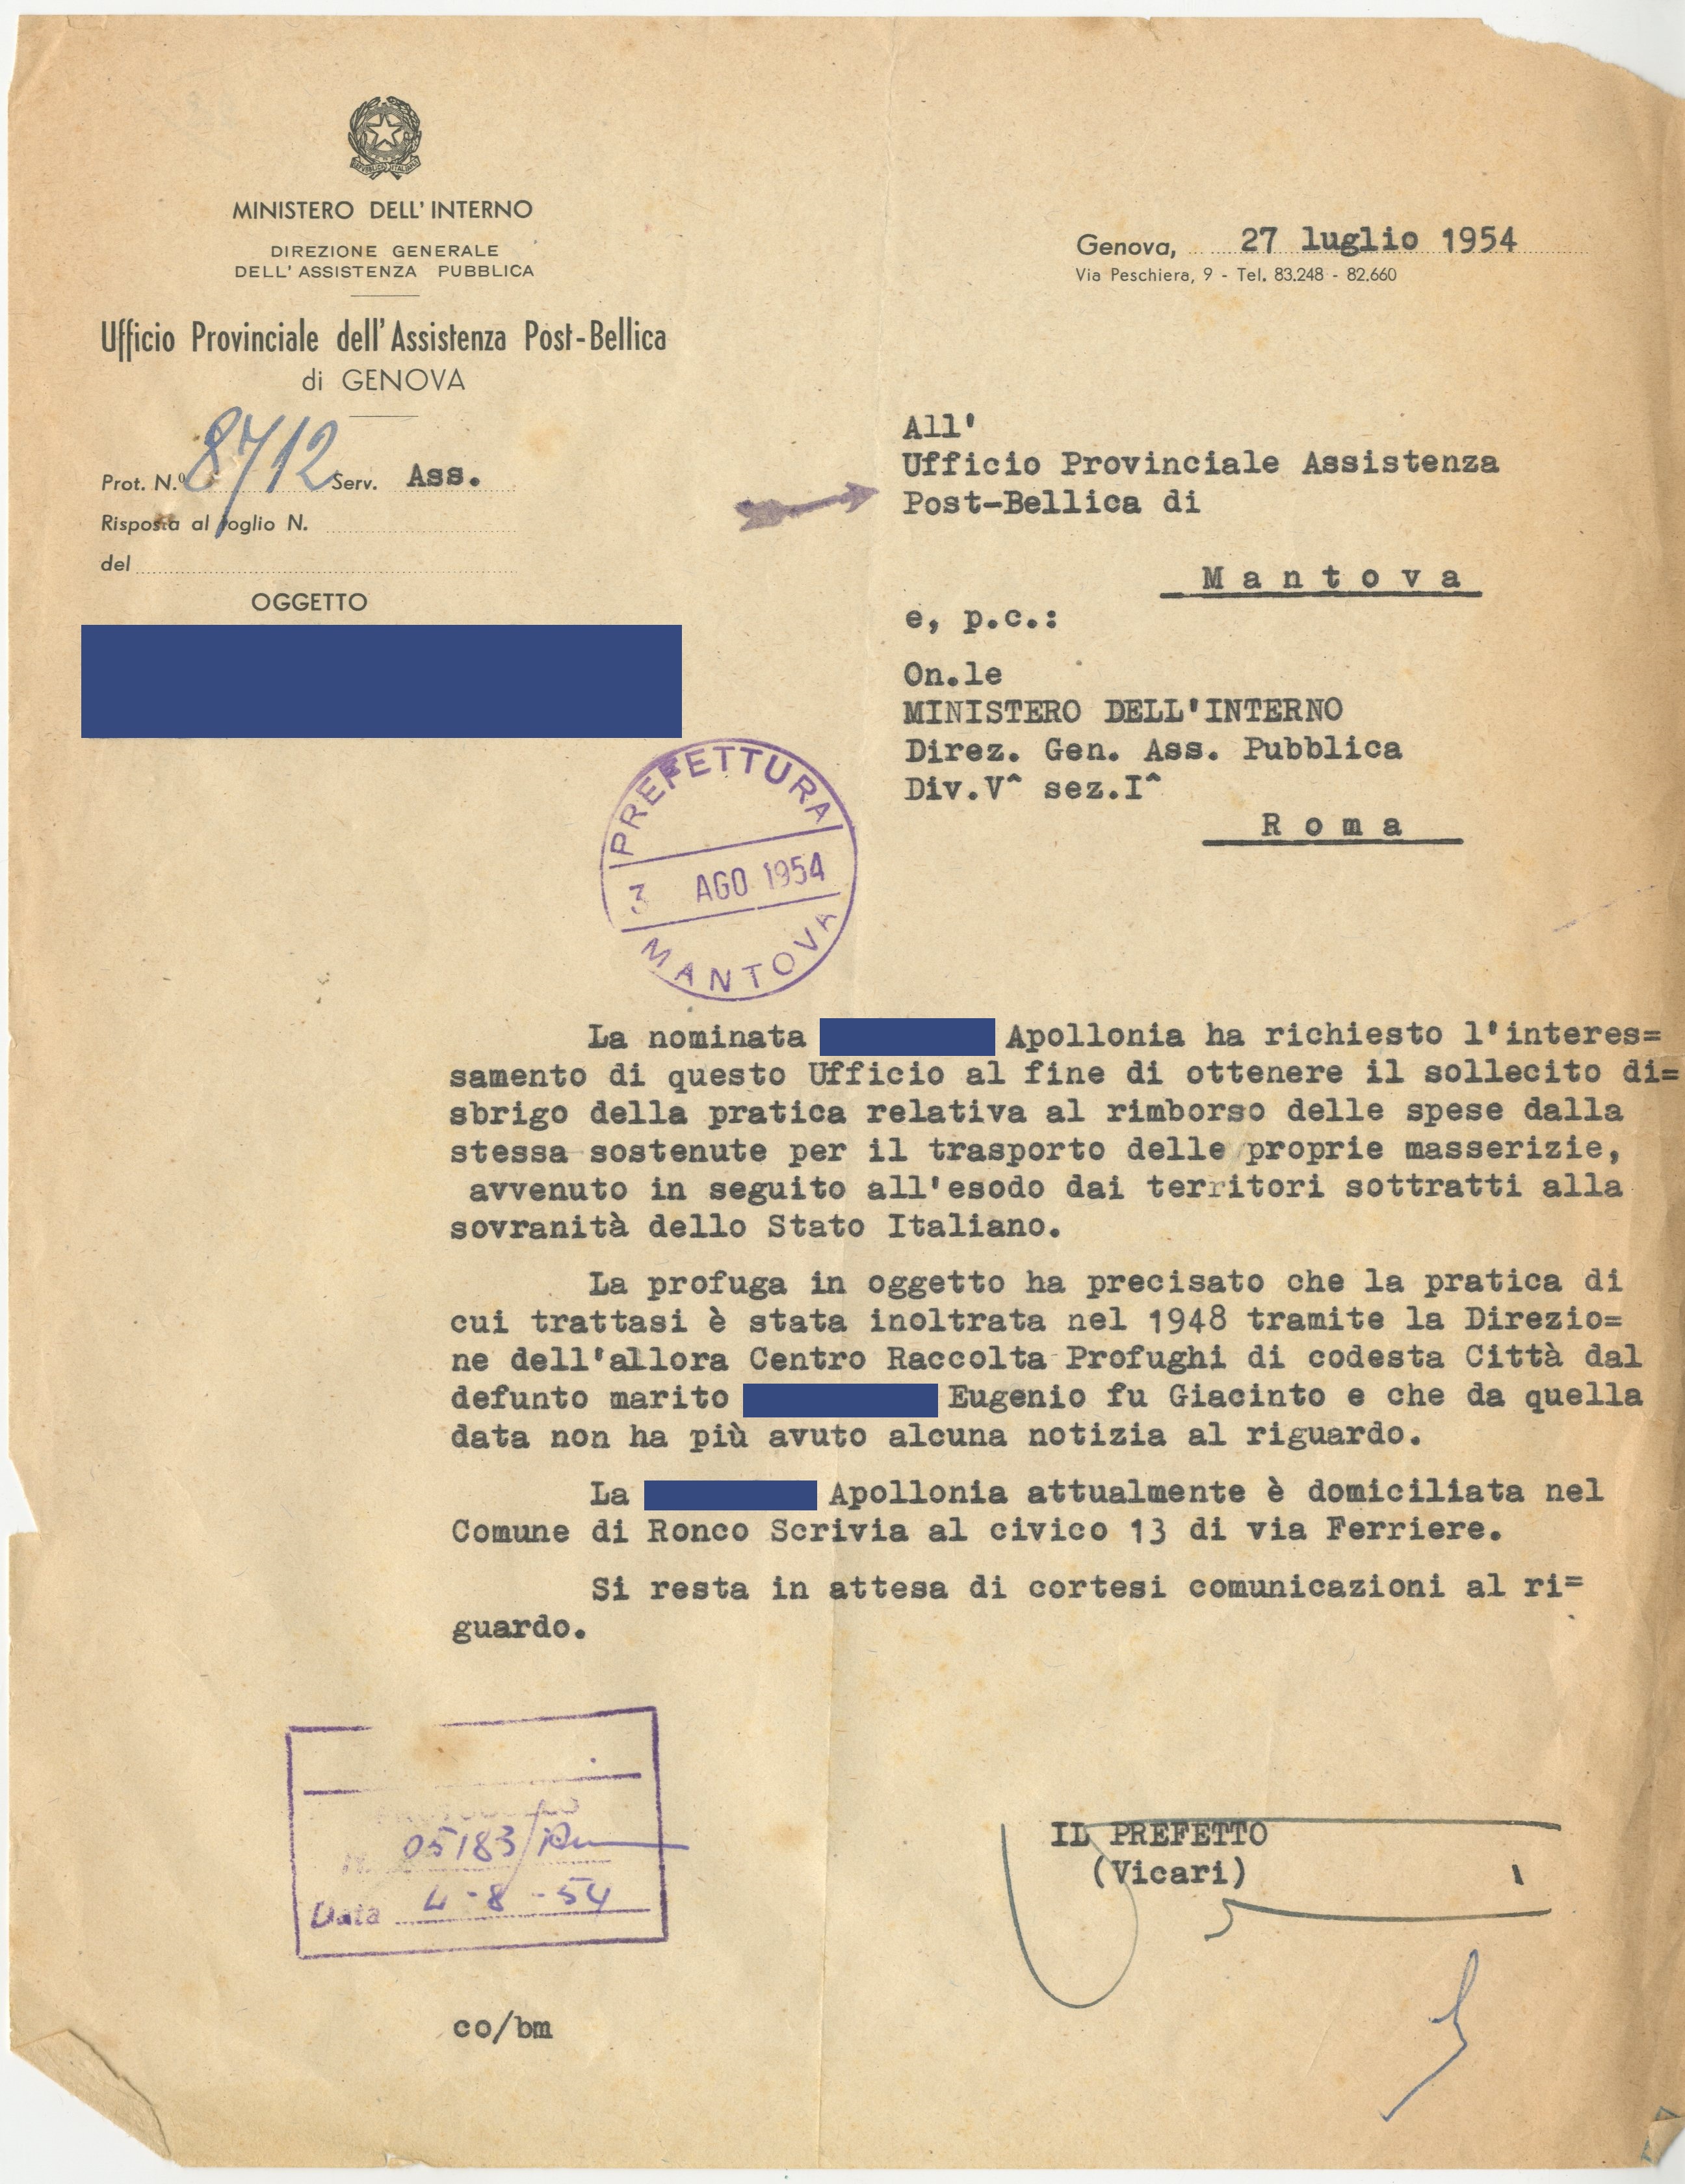 REPVBBLICA ITALIANA
MINISTERO DELL'INTERNO
DIREZIONE GENERALE
DELL'ASSISTENZA PUBBLICA
Ufficio Provinciale dell'Assistenza Post-Bellica
di GENOVA
Prot. N.º 8712 Serv. Ass.
Risposta al foglio N.
del
OGGETTO
Genova, 27 luglio 1954
Via Peschiera, 9 - Tel. 83.248 - 82.660
All'
Ufficio Provinciale Assistenza
Post-Bellica di
Mantova
e, p.c.:
On.le
MINISTERO DELL'INTERNO
Direz. Gen. Ass. Pubblica
Div.V^ sez.I^
Roma
PREFETTURA
3 AGO 1954
MANTOVA
La nominata Apollonia ha richiesto l'interes=
samento di questo Ufficio al fine di ottenere il sollecito di=
sbrigo della pratica relativa al rimborso delle spese dalla
stessa sostenute per il trasporto delle proprie masserizie,
avvenuto in seguito all'esodo dai territori sottratti alla
sovranità dello Stato Italiano.
La profuga in oggetto ha precisato che la pratica di
cui trattasi è stata inoltrata nel 1948 tramite la Direzio=
ne dell'allora Centro Raccolta Profughi di codesta Città dal
defunto marito Eugenio fu Giacinto e che da quella
data non ha più avuto alcuna notizia al riguardo.
La Apollonia attualmente è domiciliata nel
Comune di Ronco Scrivia al civico 13 di via Ferriere.
Si resta in attesa di cortesi comunicazioni al ri=
guardo.
05183/
Data 4-8-54
IL PREFETTO
(Vicari)
co/bm